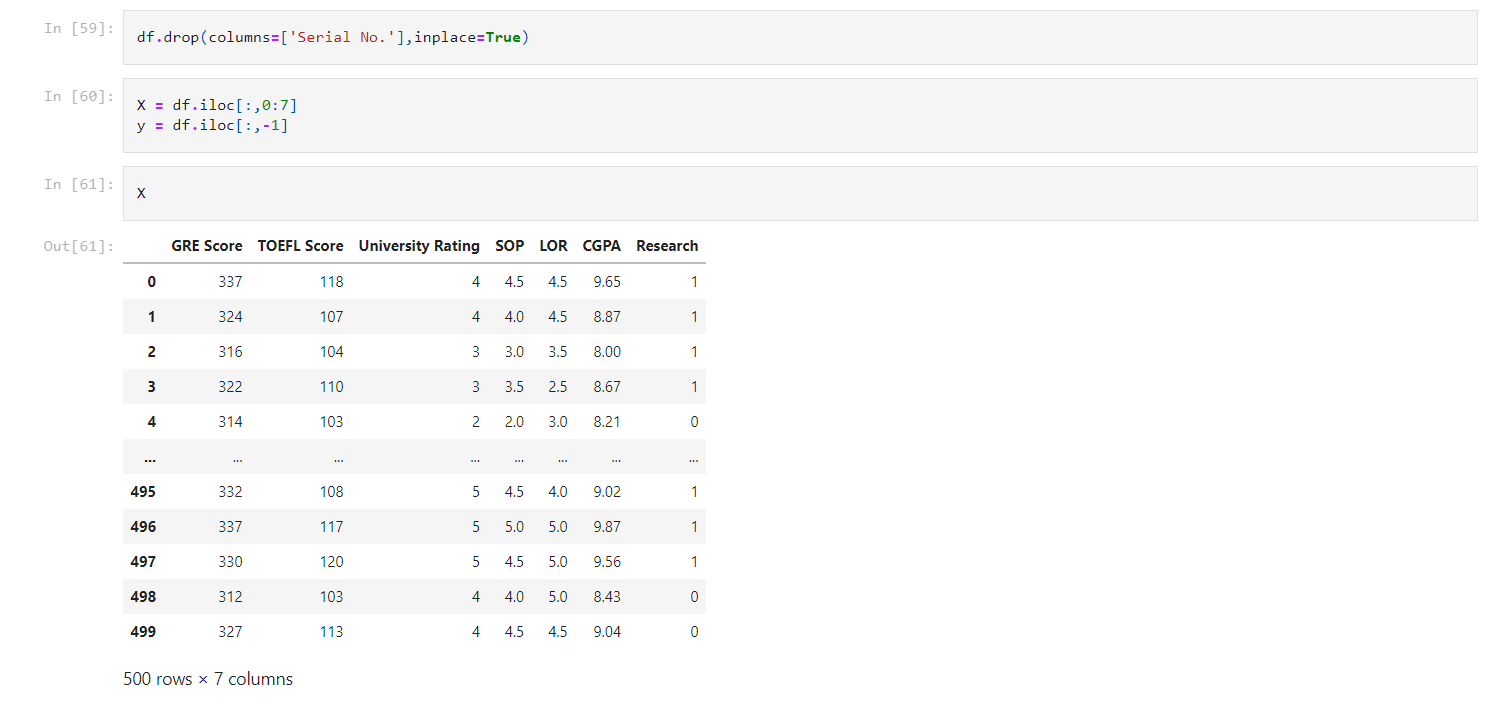 In [59]: df.drop(columns=['Serial No.'],inplace=True)
In [60]: X = df.iloc[:,0:7]
y = df.iloc[:,-1]
In [61]: X
Out[61]: GRE Score TOEFL Score University Rating SOP LOR CGPA Research
0 337 118 4 4.5 4.5 9.65 1
1 324 107 4 4.0 4.5 8.87 1
2 316 104 3 3.0 3.5 8.00 1
3 322 110 3 3.5 2.5 8.67 1
4 314 103 2 2.0 3.0 8.21 0
... ... ... ... ... ... ... ...
495 332 108 5 4.5 4.0 9.02 1
496 337 117 5 5.0 5.0 9.87 1
497 330 120 5 4.5 5.0 9.56 1
498 312 103 4 4.0 5.0 8.43 0
499 327 113 4 4.5 4.5 9.04 0
500 rows × 7 columns